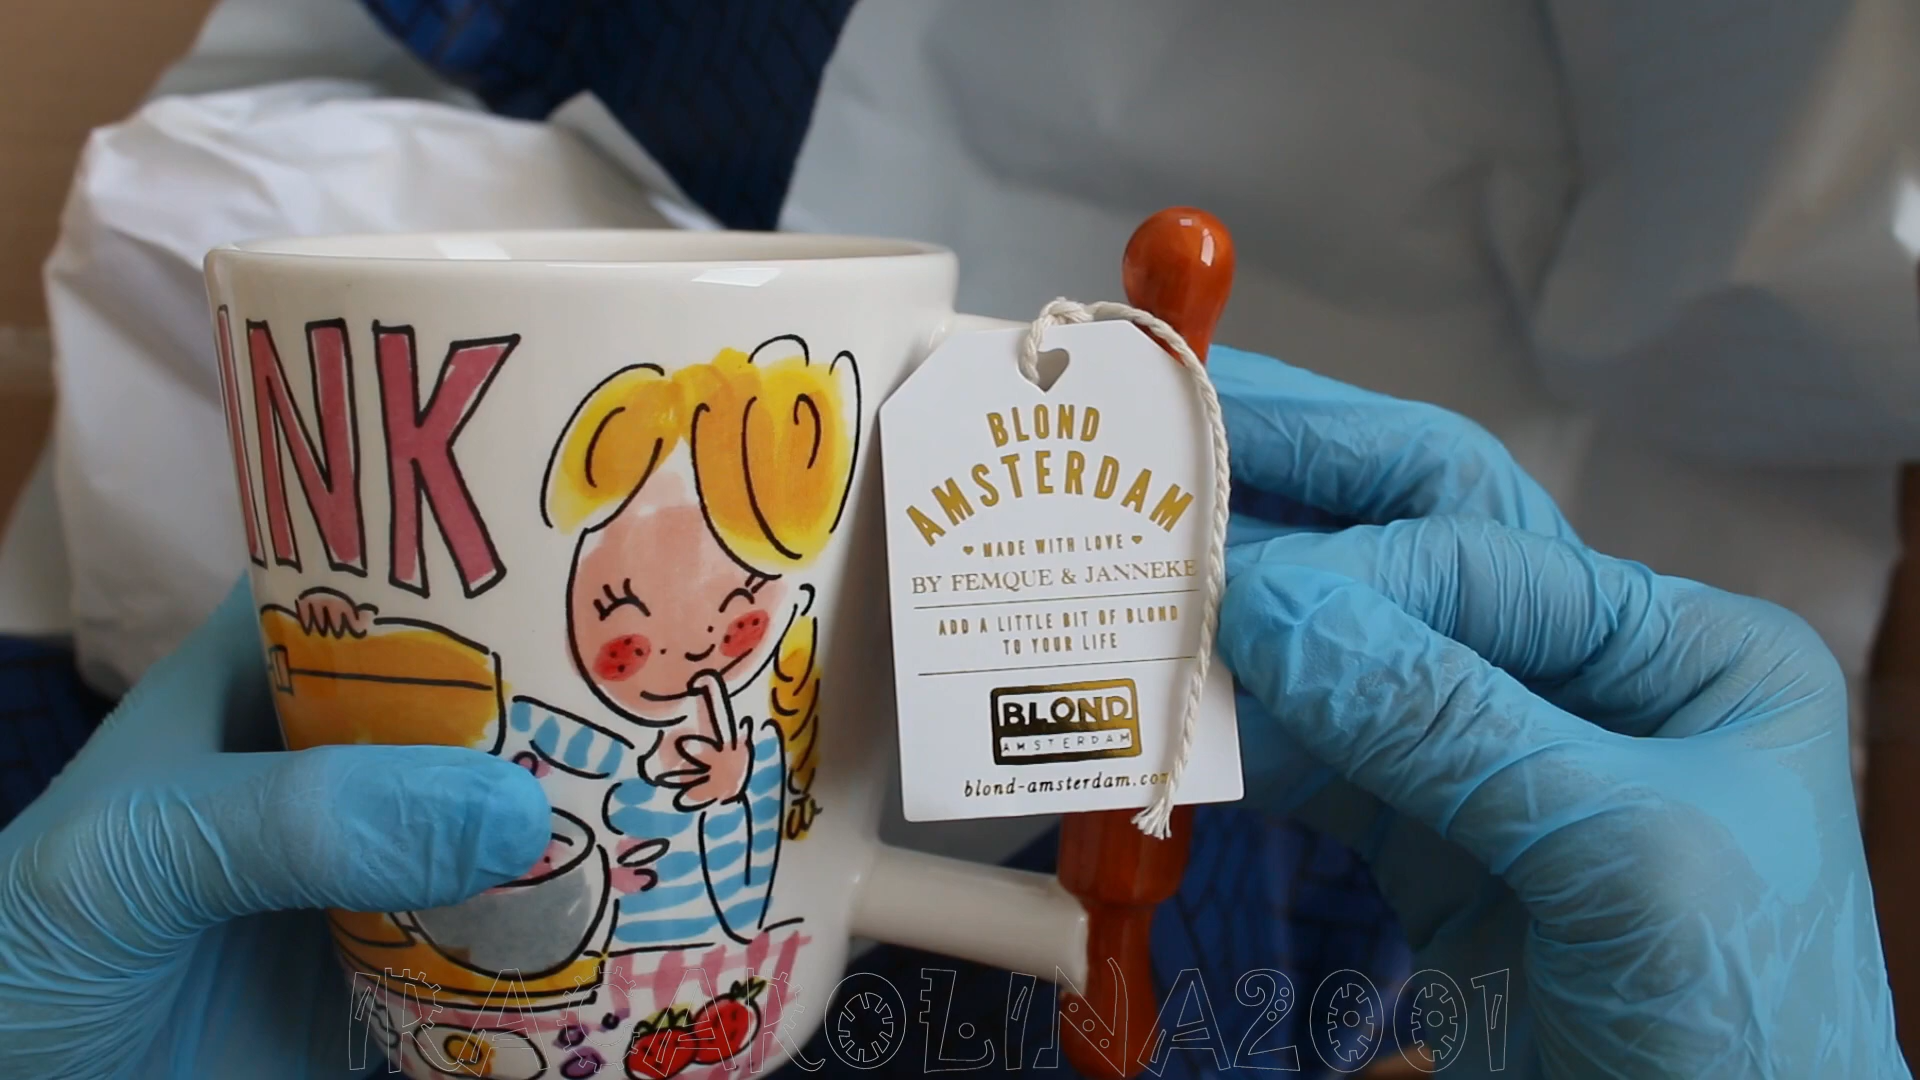 INK
BLOND
AMSTERDAM
MADE WITH LOVE
BY FEMQUE & JANNEKE
ADD A LITTLE BIT OF BLOND
TO YOUR LIFE
BLOND
AMSTERDAM
blond-amsterdam.com
IRACAROLINA2001